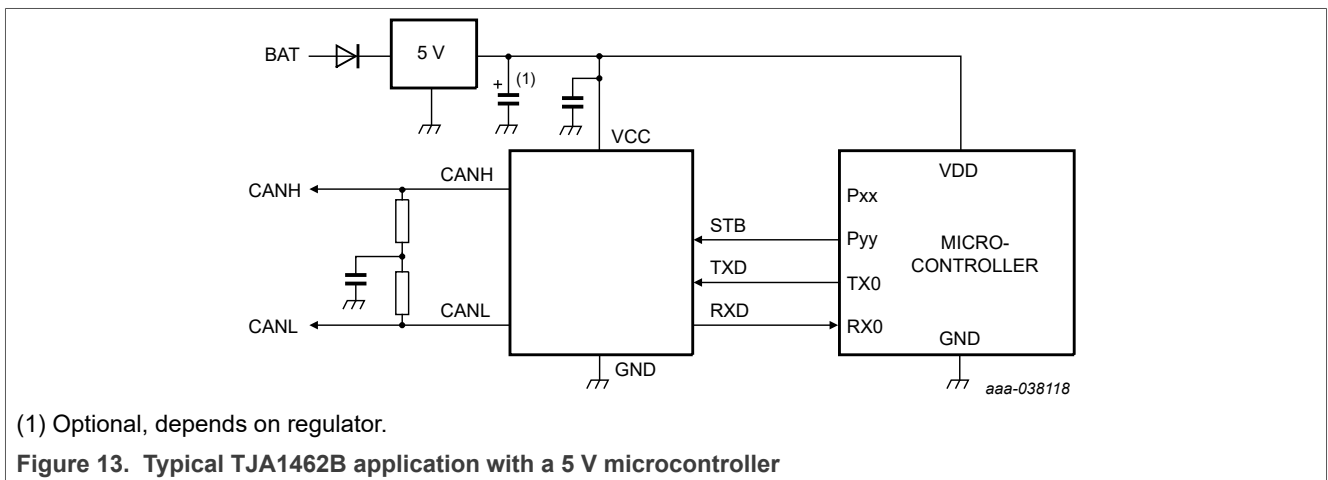 BAT
5 V
+
(1)
VCC
VDD
CANH
CANH
Pxx
STB
Pyy
MICRO-
CONTROLLER
TXD
TX0
CANL
CANL
RXD
RX0
GND
GND
aaa-038118
(1) Optional, depends on regulator.
Figure 13. Typical TJA1462B application with a 5 V microcontroller